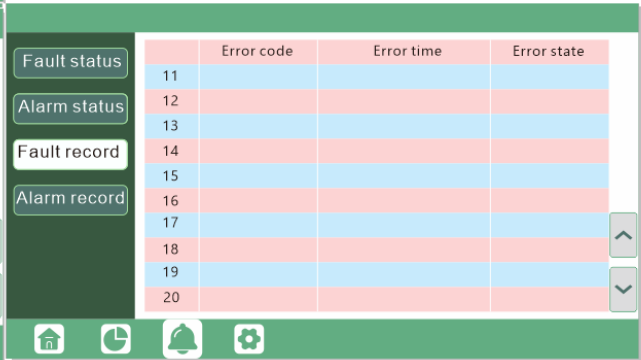 Fault status
Alarm status
Fault record
Alarm record
Error code Error time Error state
11
12
13
14
15
16
17
18
19
20